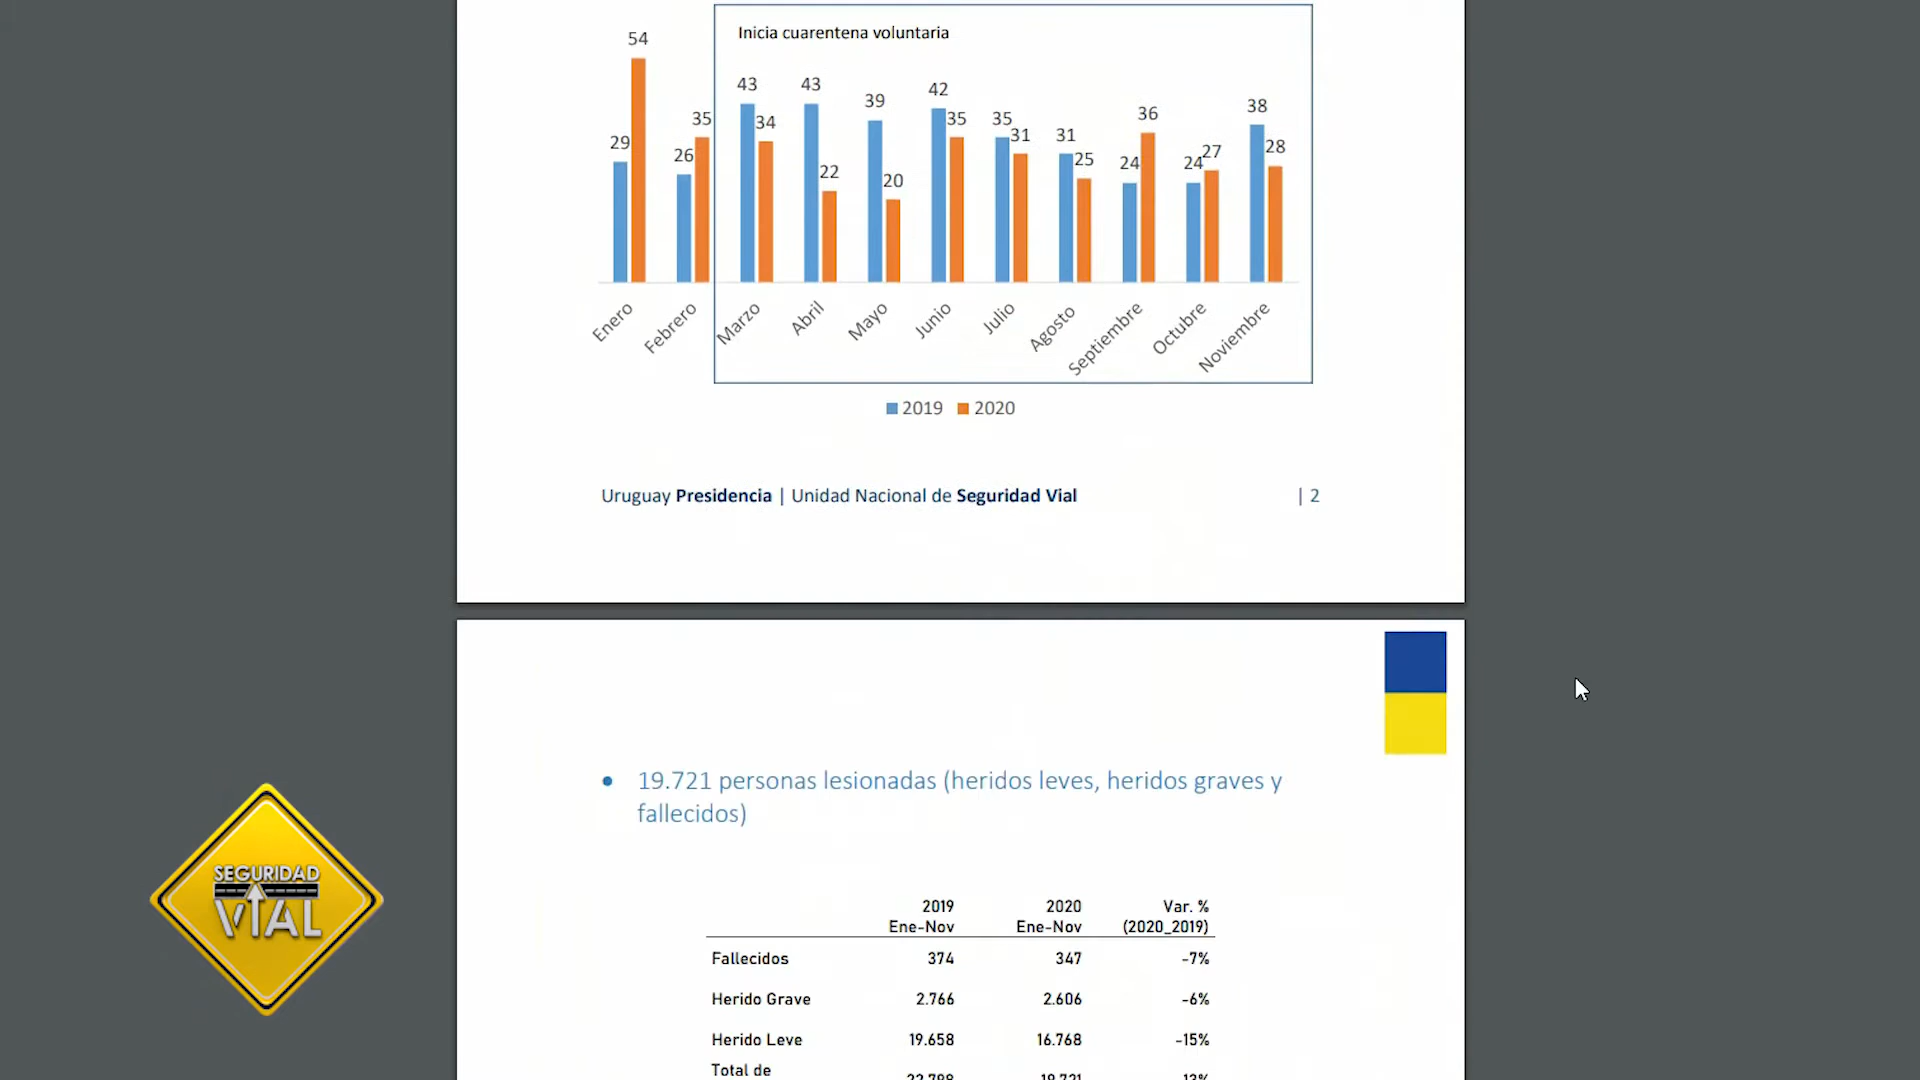 Inicia cuarentena voluntaria
54
29
35
26
43
34
43
22
39
20
42
35
35
31
31
25
24
36
24
27
38
28
Enero
Febrero
Marzo
Abril
Mayo
Junio
Julio
Agosto
Septiembre
Octubre
Noviembre
2019 2020
Uruguay Presidencia | Unidad Nacional de Seguridad Vial | 2
• 19.721 personas lesionadas (heridos leves, heridos graves y
fallecidos)
2019 2020 Var. %
Ene-Nov Ene-Nov (2020_2019)
Fallecidos 374 347 -7%
Herido Grave 2.766 2.606 -6%
Herido Leve 19.658 16.768 -15%
Total de
SEGURIDAD
VIAL